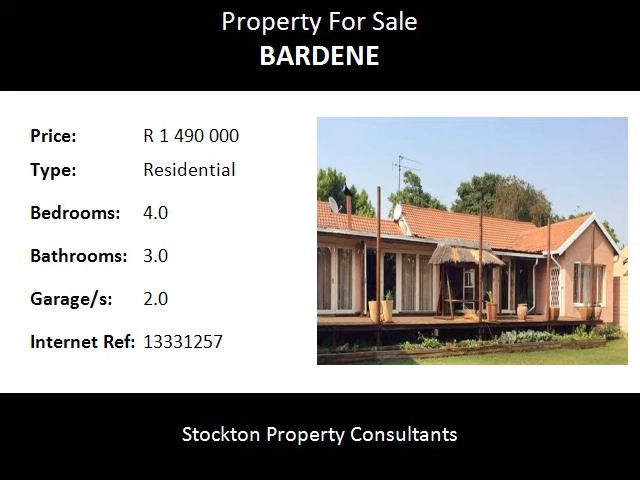 Property For Sale
BARDENE
Price: R 1 490 000
Type: Residential
Bedrooms: 4.0
Bathrooms: 3.0
Garage/s: 2.0
Internet Ref: 13331257
Stockton Property Consultants